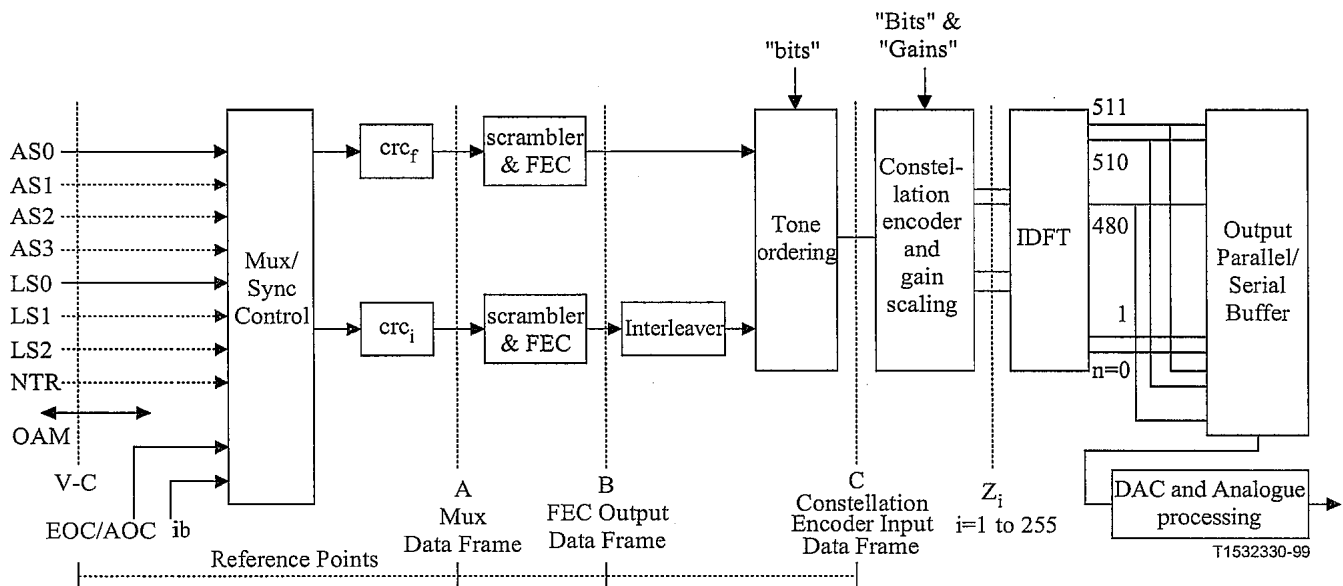 "bits"
"Bits" &
"Gains"
AS0
AS1
AS2
AS3
LS0
LS1
LS2
NTR
OAM
V-C
EOC/AOC
ib
Mux/
Sync
Control
crcf
crci
scrambler
& FEC
scrambler
& FEC
Interleaver
Tone
ordering
Constel-
lation
encoder
and
gain
scaling
IDFT
511
510
480
1
n=0
Output
Parallel/
Serial
Buffer
DAC and Analogue
processing
A
Mux
Data Frame
B
FEC Output
Data Frame
C
Constellation
Encoder Input
Data Frame
Zi
i=1 to 255
Reference Points
T1532330-99